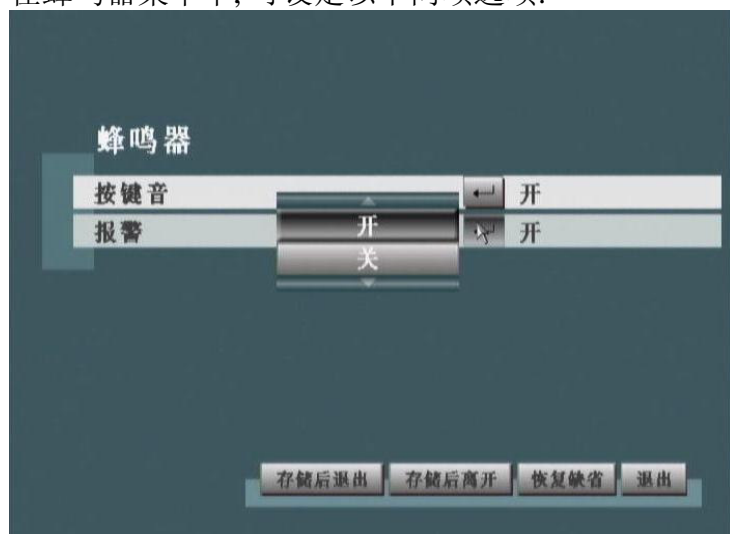 在蜂鸣器菜单中，可设定以下两项选项:
蜂鸣器
按键音 开
报警 开
开
关
存储后退出 存储后离开 恢复缺省 退出